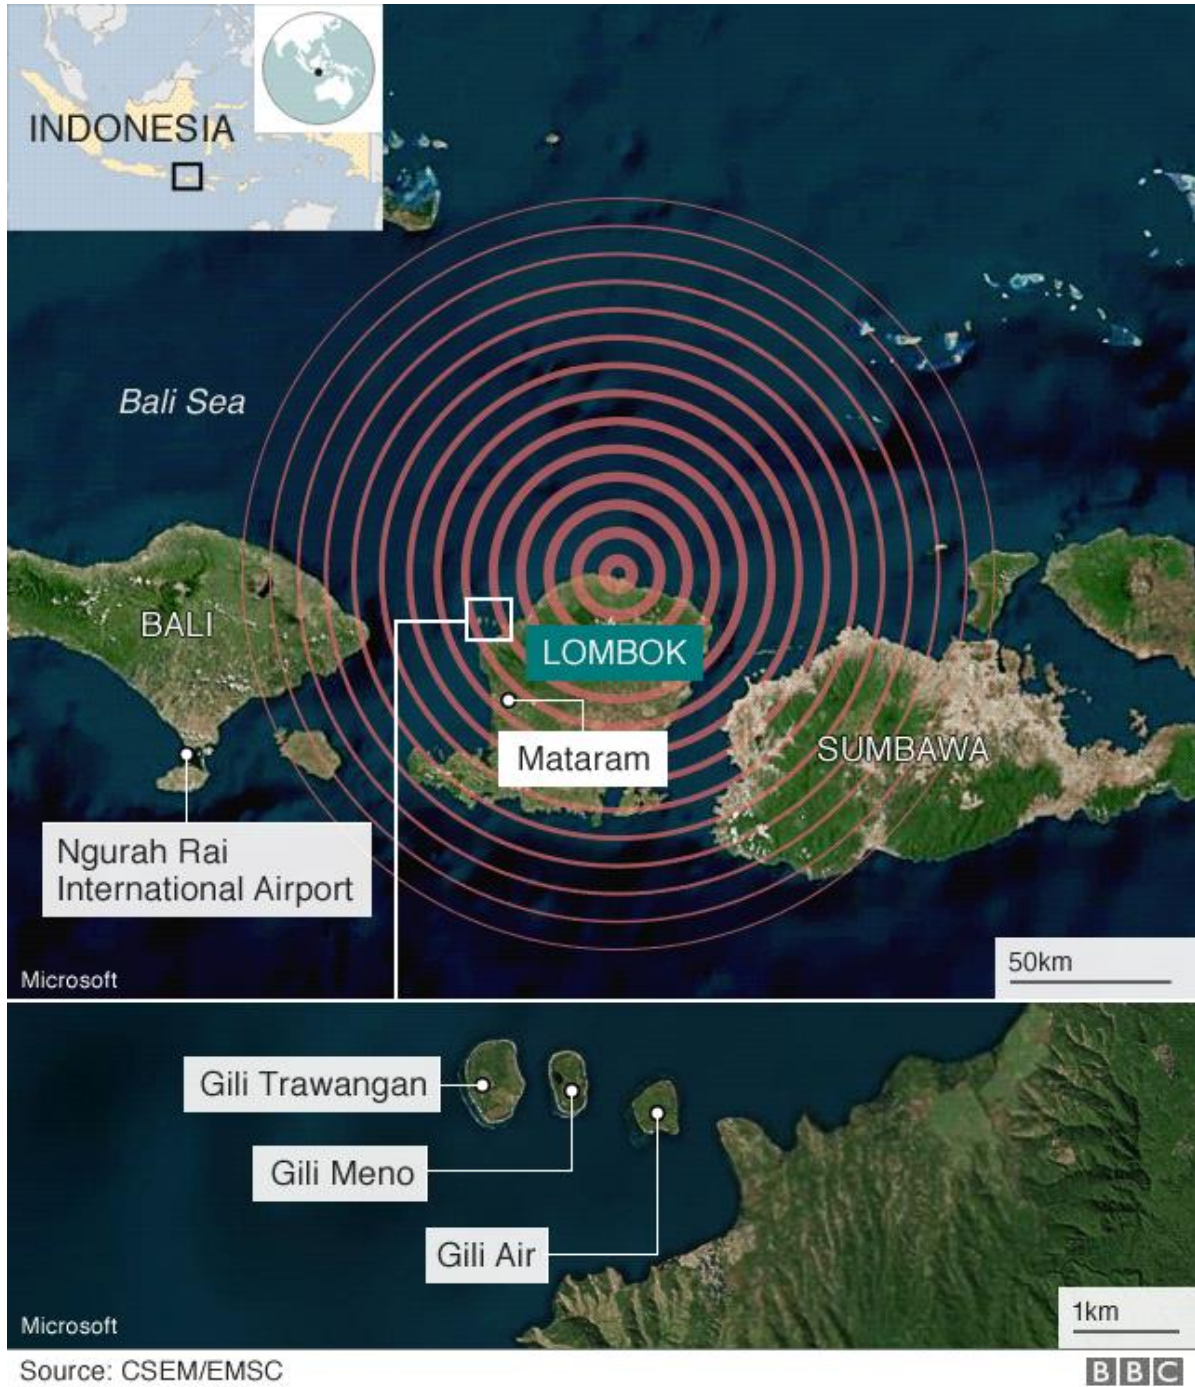 INDONESIA
Bali Sea
BALI
LOMBOK
Mataram
SUMBAWA
Ngurah Rai
International Airport
50km
Microsoft
Gili Trawangan
Gili Meno
Gili Air
1km
Microsoft
Source: CSEM/EMSC
BBC